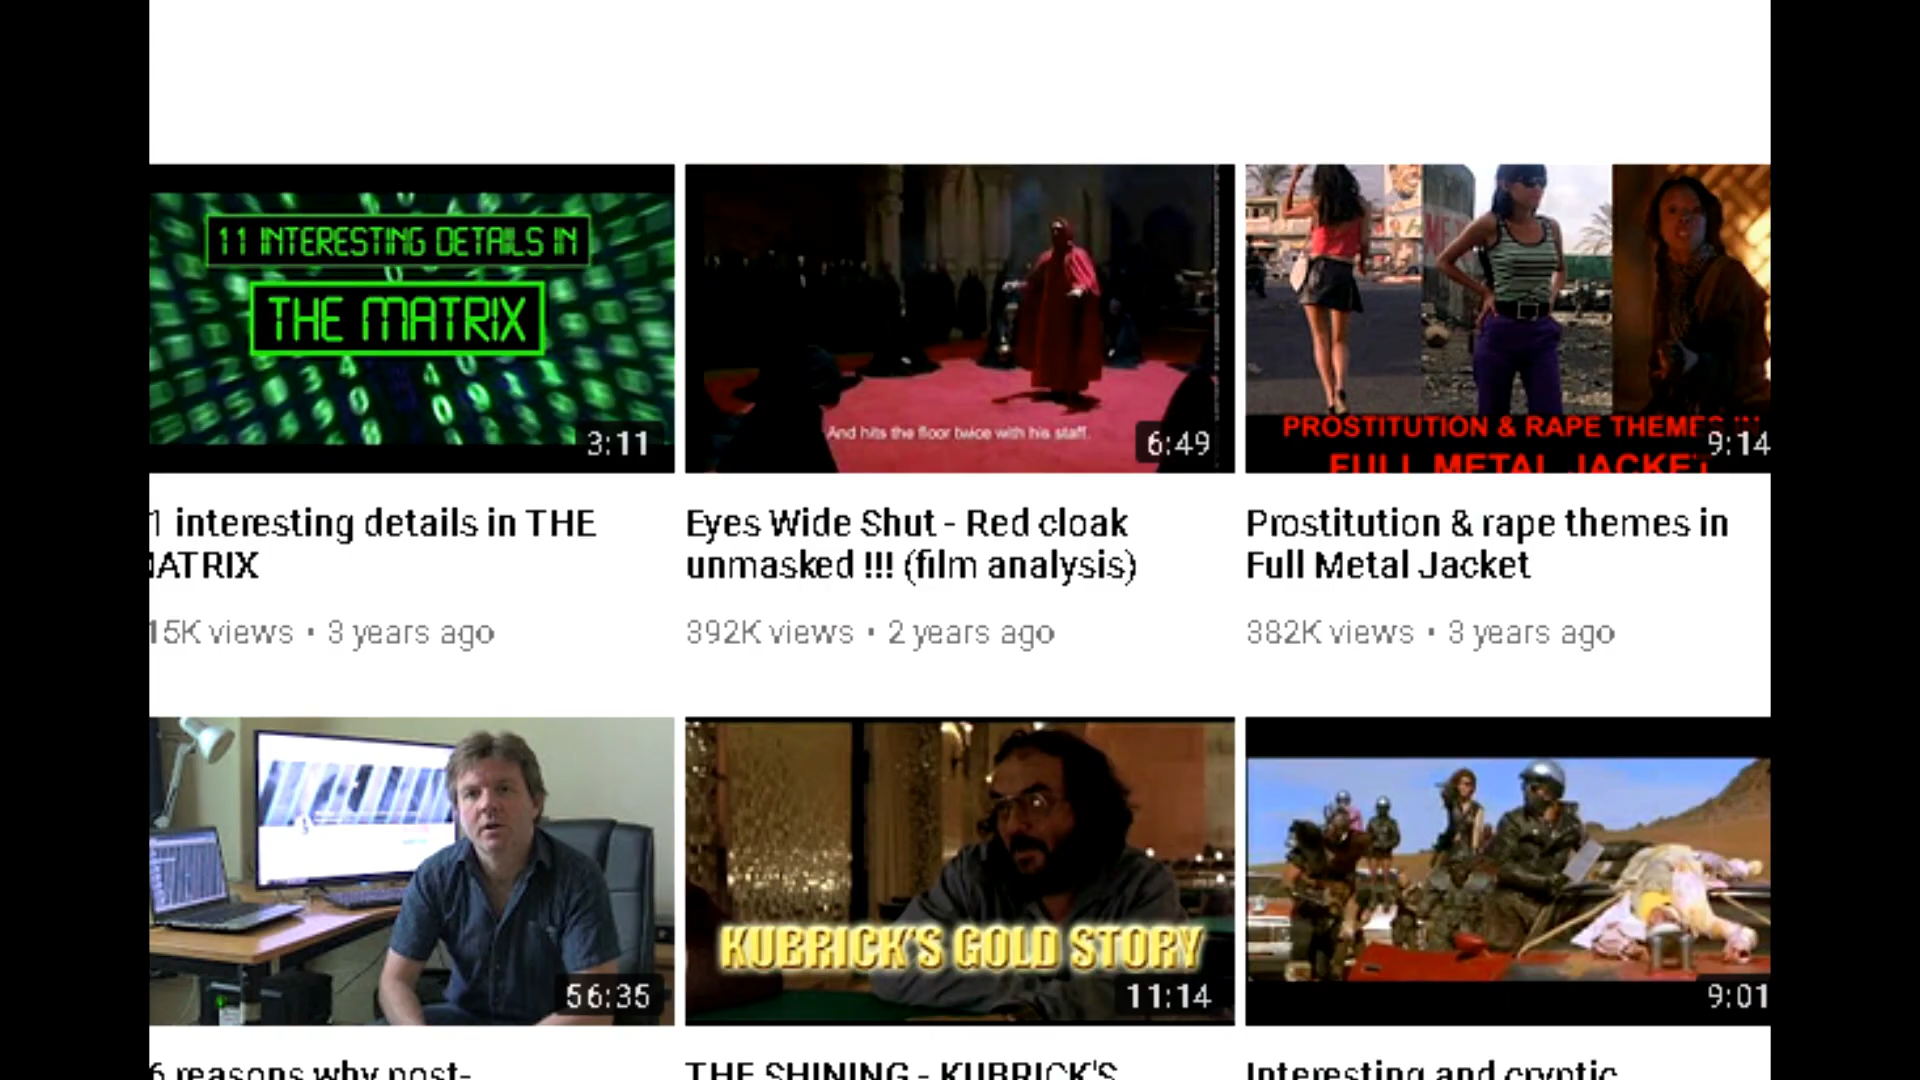 11 INTERESTING DETAILS IN
THE MATRIX
3:11
And hits the floor twice with his staff.
6:49
PROSTITUTION & RAPE THEMES IN
FULL METAL JACKET
9:14
1 interesting details in THE
MATRIX
15K views • 3 years ago
Eyes Wide Shut - Red cloak
unmasked !!! (film analysis)
392K views • 2 years ago
Prostitution & rape themes in
Full Metal Jacket
382K views • 3 years ago
56:35
KUBRICK'S GOLD STORY
11:14
9:01
6 reasons why post-
THE SHINING - KUBRICK'S
Interesting and cryptic